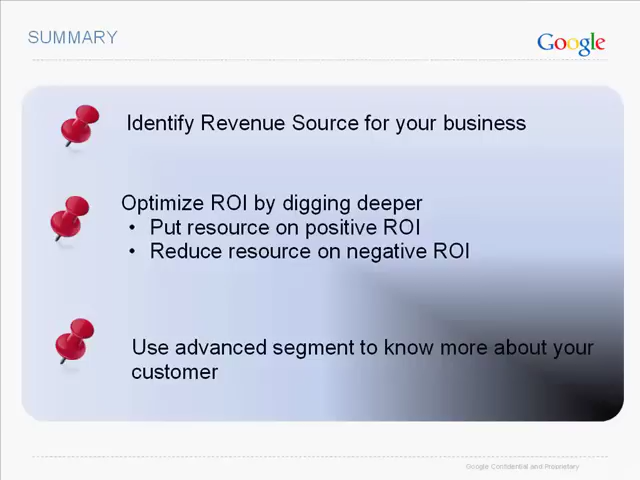 SUMMARY
Google
Identify Revenue Source for your business
Optimize ROI by digging deeper
• Put resource on positive ROI
• Reduce resource on negative ROI
Use advanced segment to know more about your
customer
Google Confidential and Proprietary